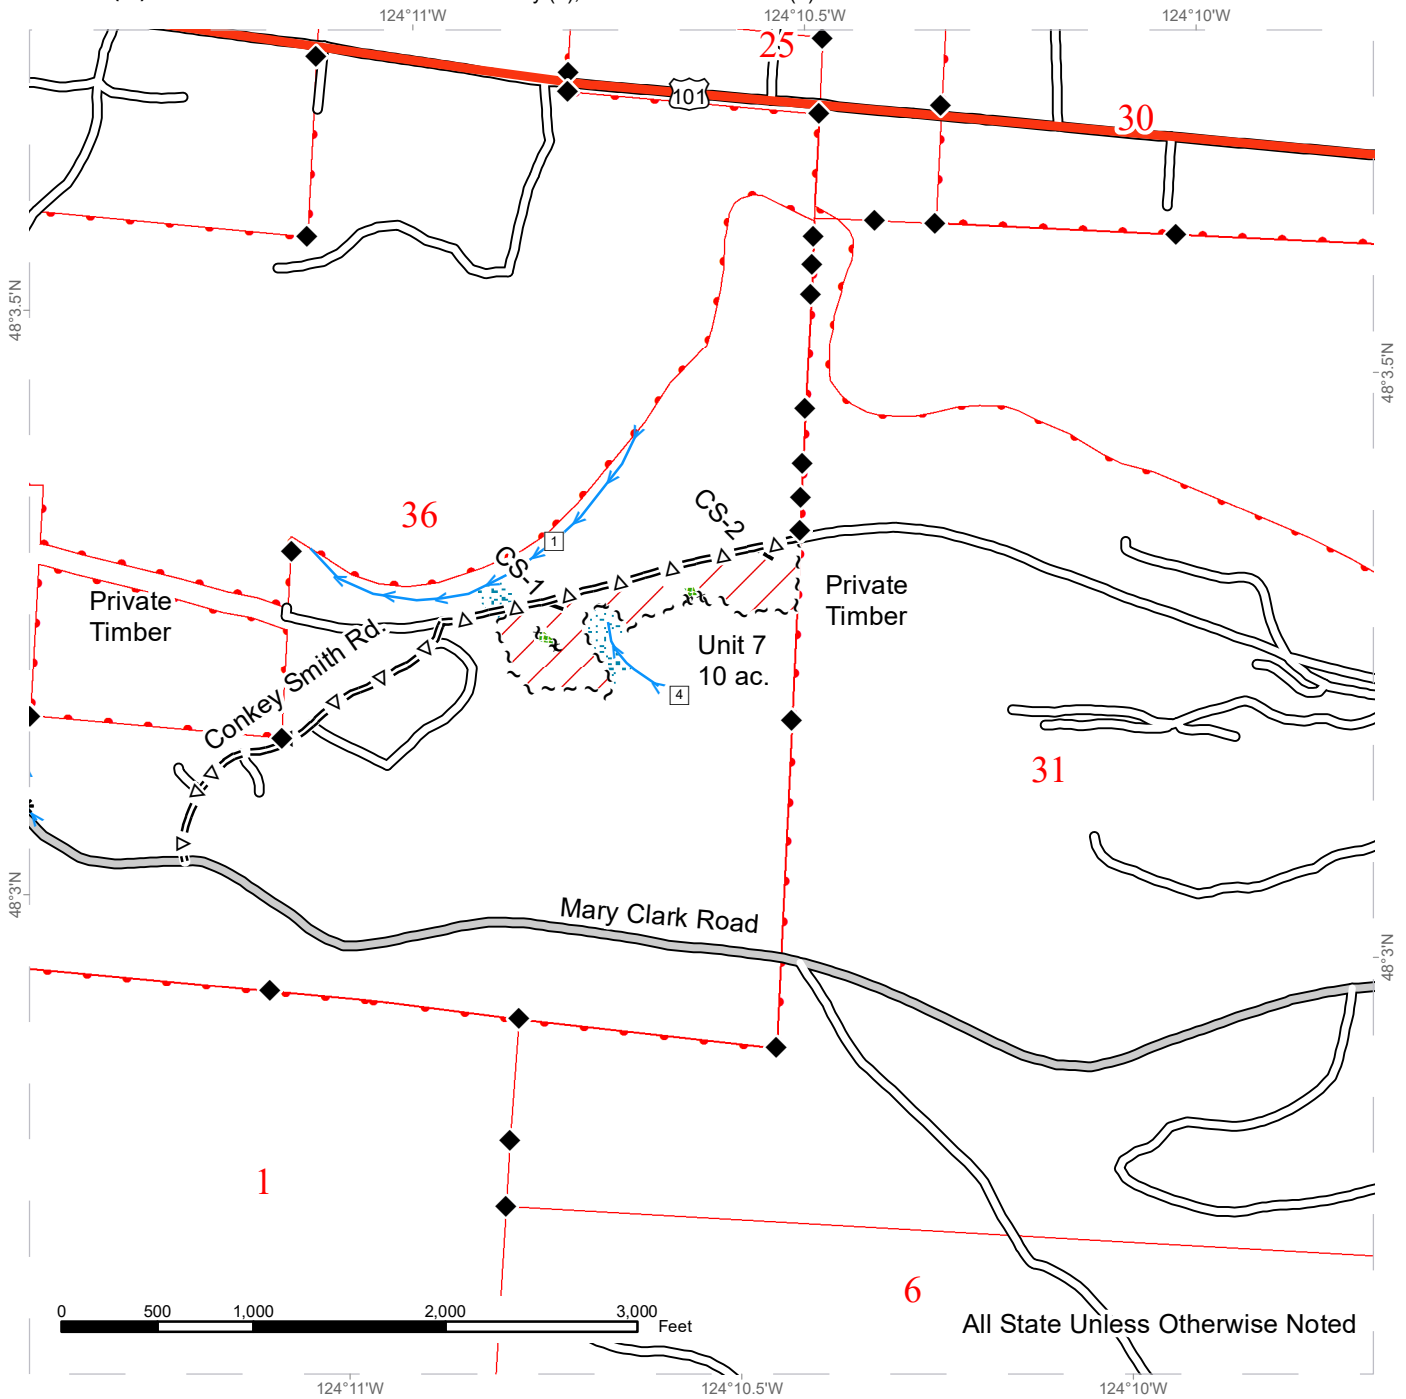 124°11'W
124°10.5'W
124°10'W
25
101
30
48°3.5'N
48°3.5'N
36
CS-2
1
CS-1
Private
Timber
Private
Timber
Conkey Smith Rd.
Unit 7
10 ac.
4
31
48°3'N
Mary Clark Road
48°3'N
1
6
0
500
1,000
2,000
3,000
Feet
All State Unless Otherwise Noted
124°11'W
124°10.5'W
124°10'W